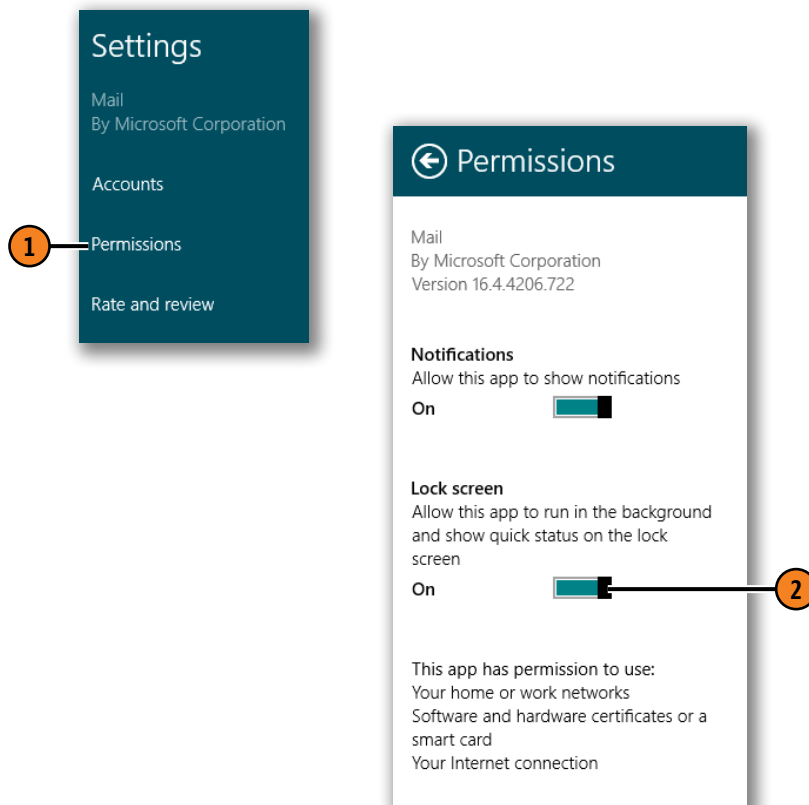 Settings
Mail
By Microsoft Corporation
Accounts
1
Permissions
Rate and review
Permissions
Mail
By Microsoft Corporation
Version 16.4.4206.722
Notifications
Allow this app to show notifications
On
Lock screen
Allow this app to run in the background
and show quick status on the lock
screen
On
2
This app has permission to use:
Your home or work networks
Software and hardware certificates or a
smart card
Your Internet connection